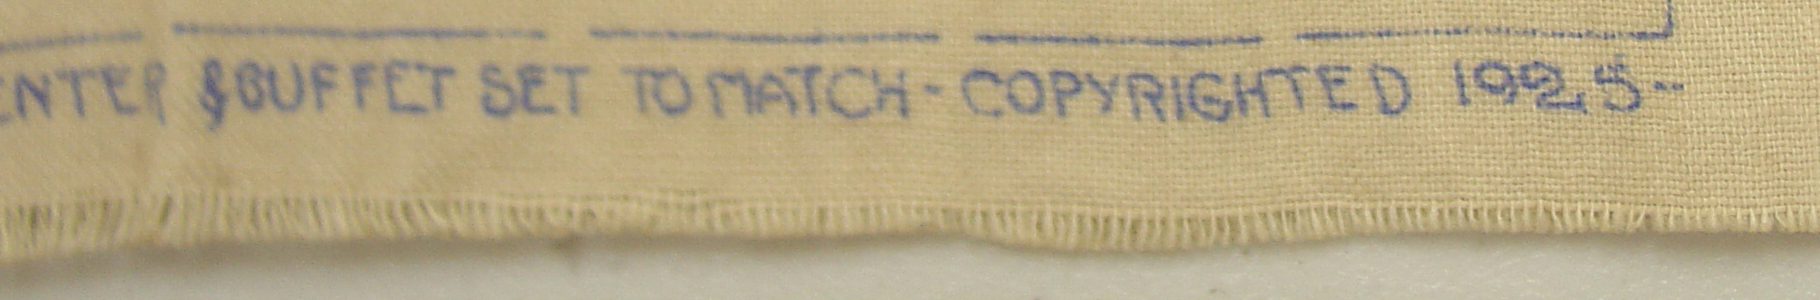 ENTER & BUFFET SET TO MATCH - COPYRIGHTED 1925 -